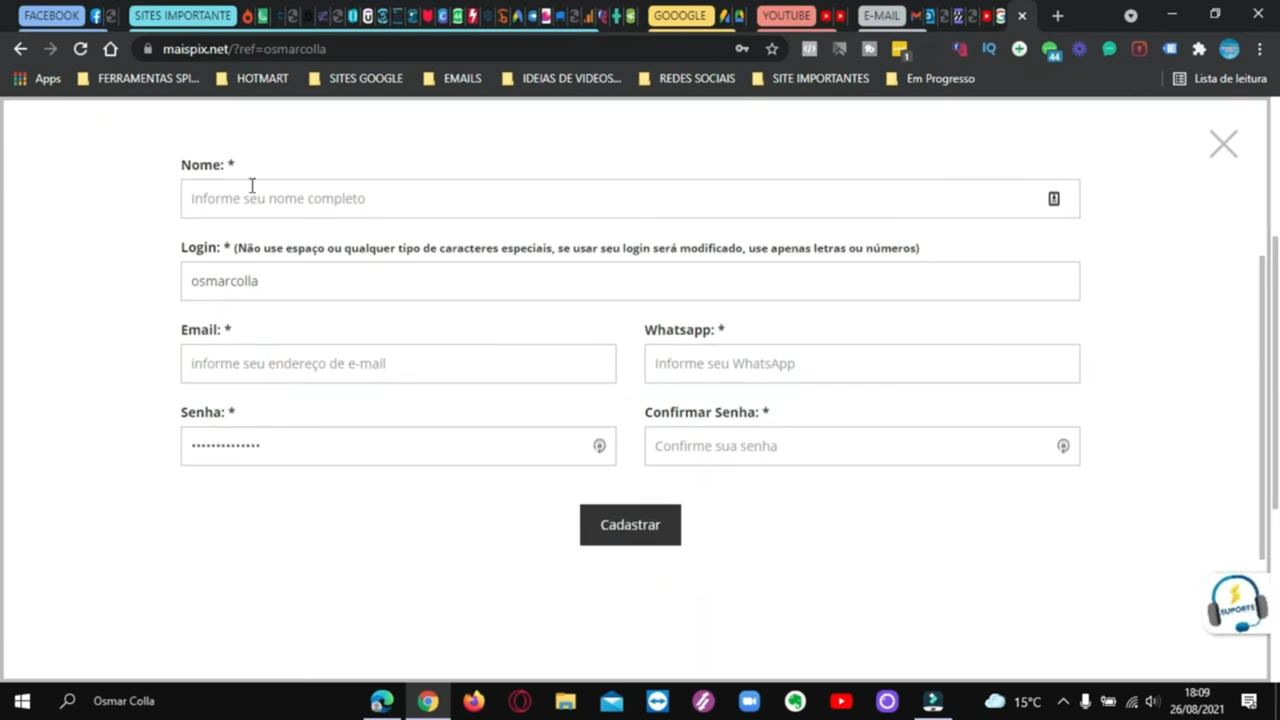 FACEBOOK
SITES IMPORTANTE
GOOOGLE
YOUTUBE
E-MAIL
maispix.net/?ref=osmarcolla
44
1
Apps
FERRAMENTAS SPI...
HOTMART
SITES GOOGLE
EMAILS
IDEIAS DE VIDEOS...
REDES SOCIAIS
SITE IMPORTANTES
Em Progresso
Lista de leitura
Nome: *
Informe seu nome completo
Login: * (Não use espaço ou qualquer tipo de caracteres especiais, se usar seu login será modificado, use apenas letras ou números)
osmarcolla
Email: *
Whatsapp: *
informe seu endereço de e-mail
Informe seu WhatsApp
Senha: *
Confirmar Senha: *
••••••••••••••
Confirme sua senha
Cadastrar
SUPORTE
Osmar Colla
15°C
18:09
26/08/2021